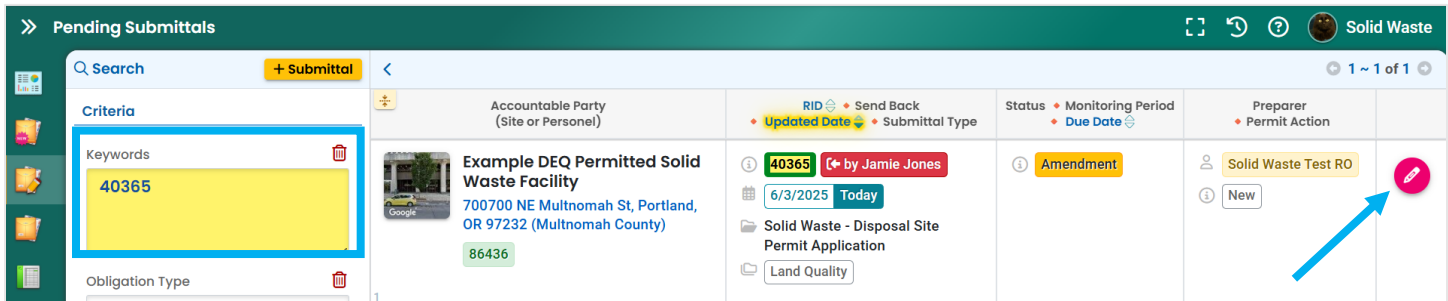 Pending Submittals
Solid Waste
Search
+ Submittal
1 ~ 1 of 1
Criteria
Keywords
40365
Obligation Type
Accountable Party
(Site or Personel)
RID Send Back
Updated Date Submittal Type
Status Monitoring Period
Due Date
Preparer
Permit Action
Google
Example DEQ Permitted Solid
Waste Facility
700700 NE Multnomah St, Portland,
OR 97232 (Multnomah County)
86436
40365 by Jamie Jones
6/3/2025 Today
Solid Waste - Disposal Site
Permit Application
Land Quality
Amendment
Solid Waste Test RO
New
1